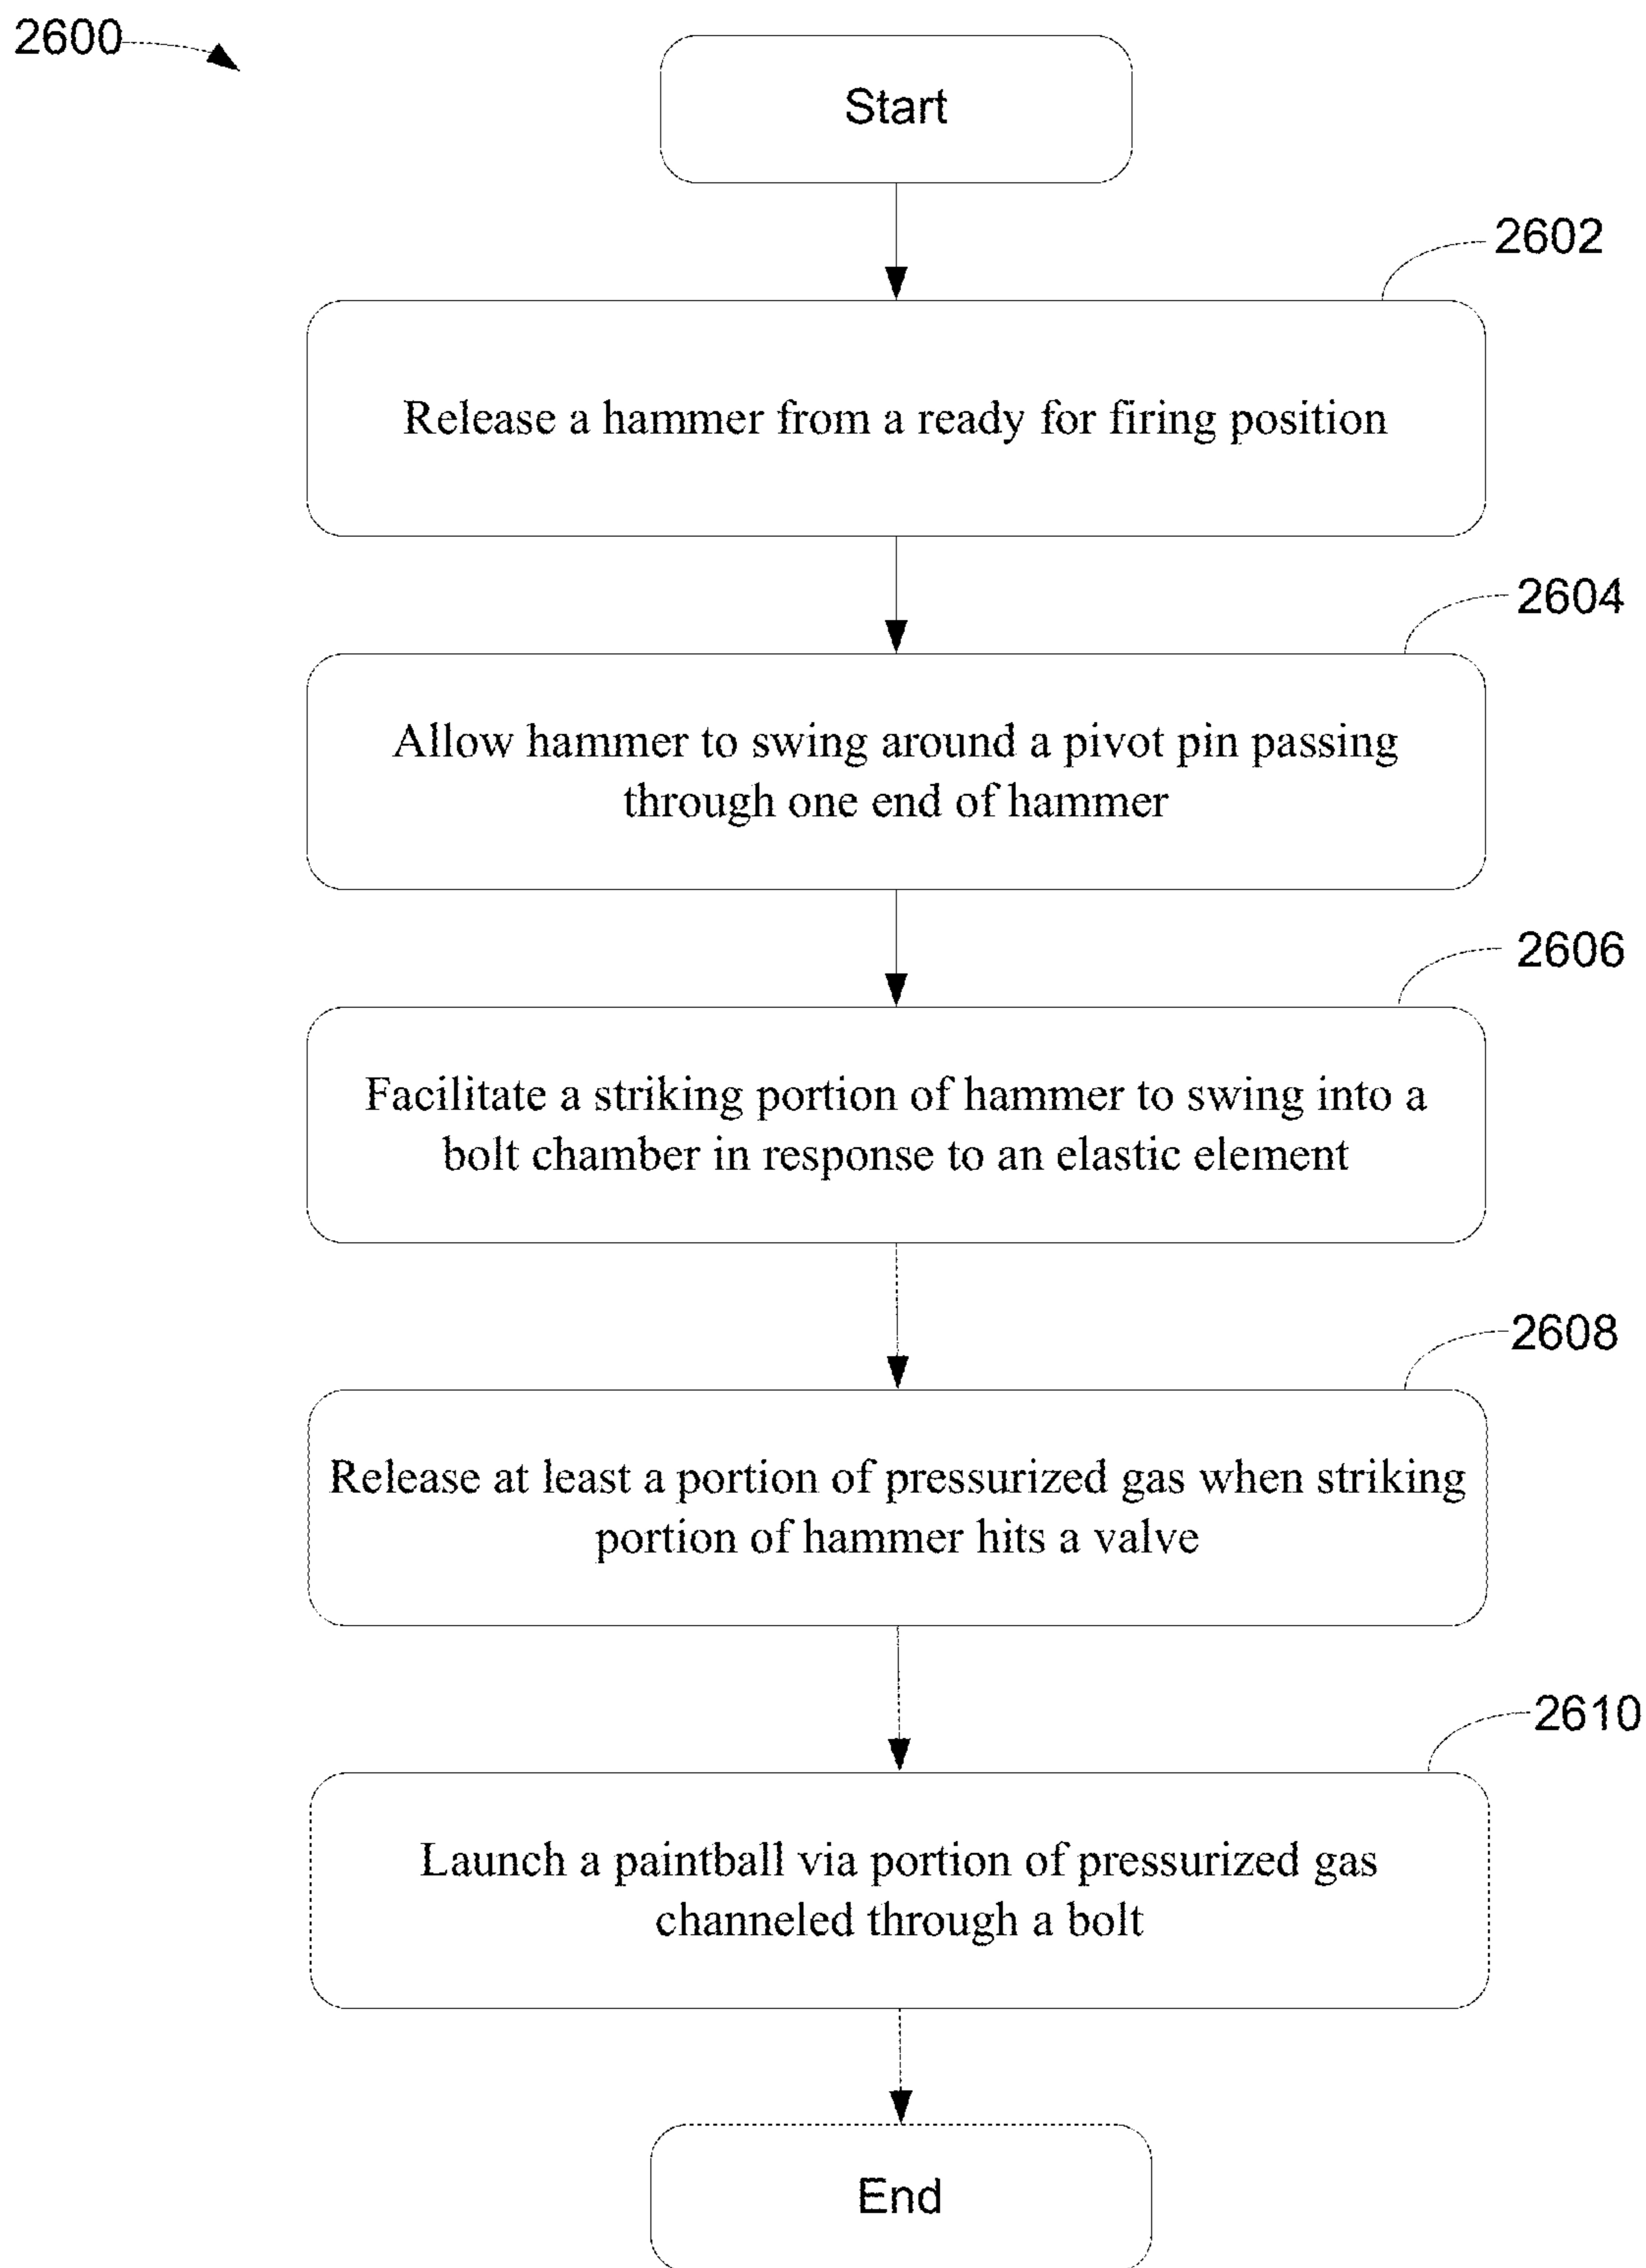 2600
Start
2602
Release a hammer from a ready for firing position
2604
Allow hammer to swing around a pivot pin passing
through one end of hammer
2606
Facilitate a striking portion of hammer to swing into a
bolt chamber in response to an elastic element
2608
Release at least a portion of pressurized gas when striking
portion of hammer hits a valve
2610
Launch a paintball via portion of pressurized gas
channeled through a bolt
End